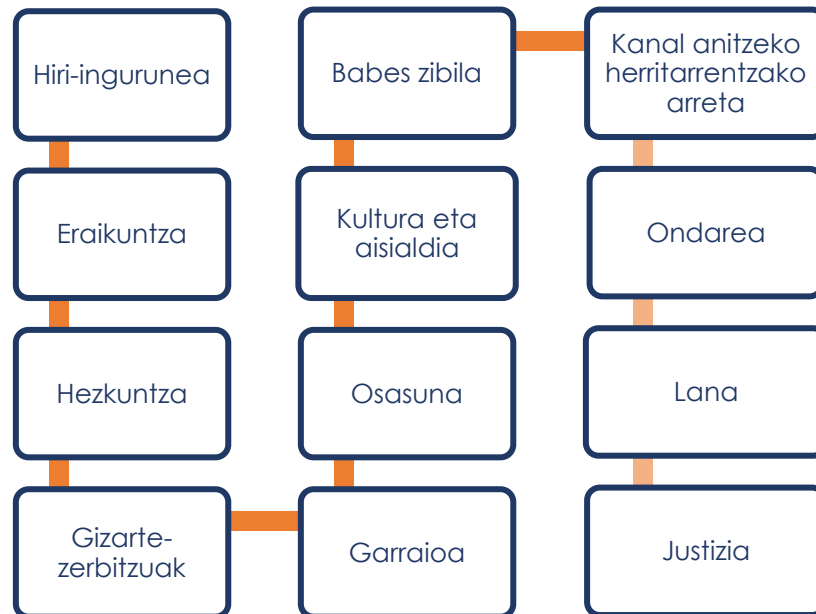 Hiri-ingurunea
Eraikuntza
Hezkuntza
Gizarte-
zerbitzuak
Garraioa
Osasuna
Kultura eta
aisialdia
Babes zibila
Kanal anitzeko
herritarrentzako
arreta
Ondarea
Lana
Justizia